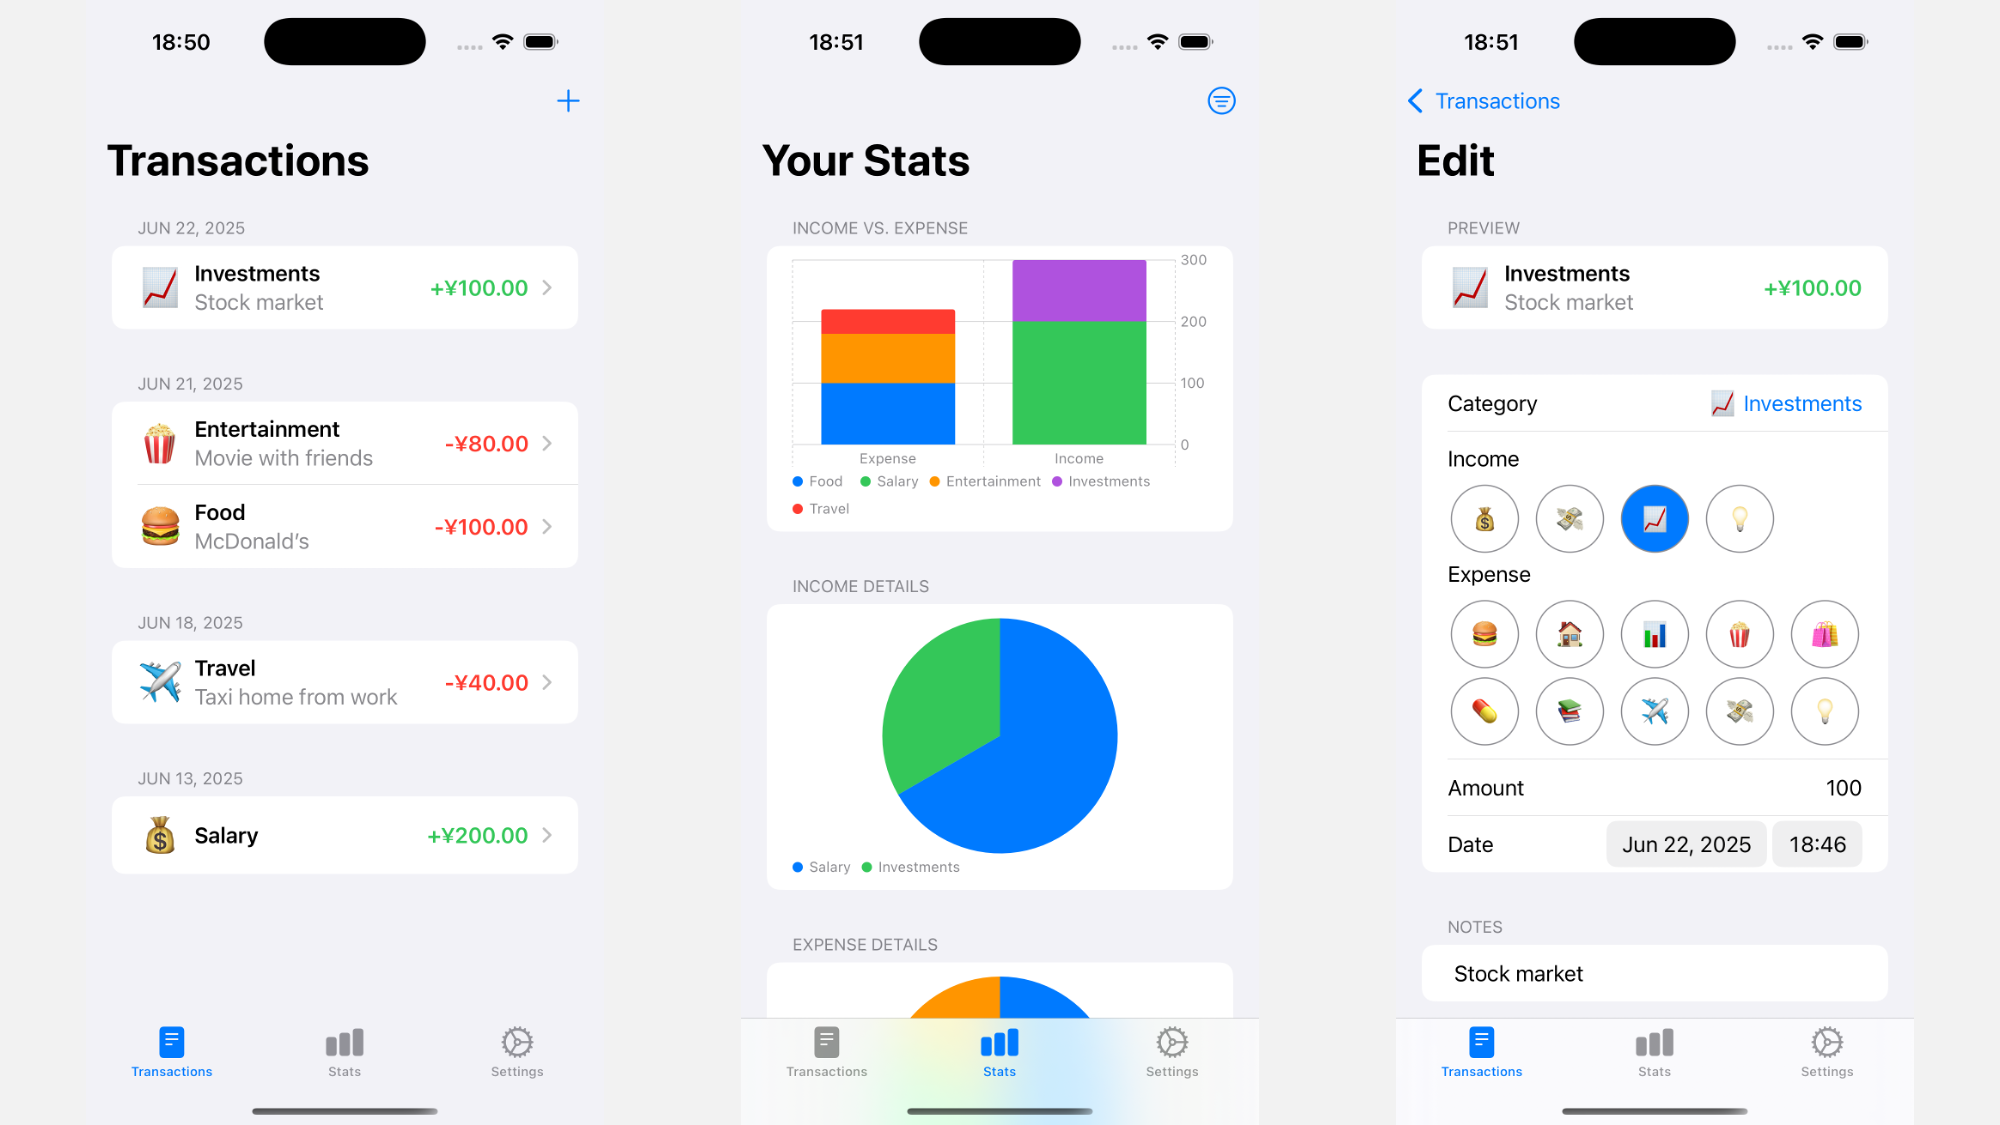 18:50
Transactions
JUN 22, 2025
Investments
+¥100.00
Stock market
JUN 21, 2025
Entertainment
-¥80.00
Movie with friends
Food
-¥100.00
McDonald's
JUN 18, 2025
Travel
-¥40.00
Taxi home from work
JUN 13, 2025
Salary
+¥200.00
Transactions
Stats
Settings
18:51
Your Stats
INCOME VS. EXPENSE
300
200
100
0
Expense
Income
Food Salary Entertainment Investments
Travel
INCOME DETAILS
Salary Investments
EXPENSE DETAILS
Transactions
Stats
Settings
18:51
Transactions
Edit
PREVIEW
Investments
+¥100.00
Stock market
Category
Investments
Income
Expense
Amount
100
Date
Jun 22, 2025
18:46
NOTES
Stock market
Transactions
Stats
Settings